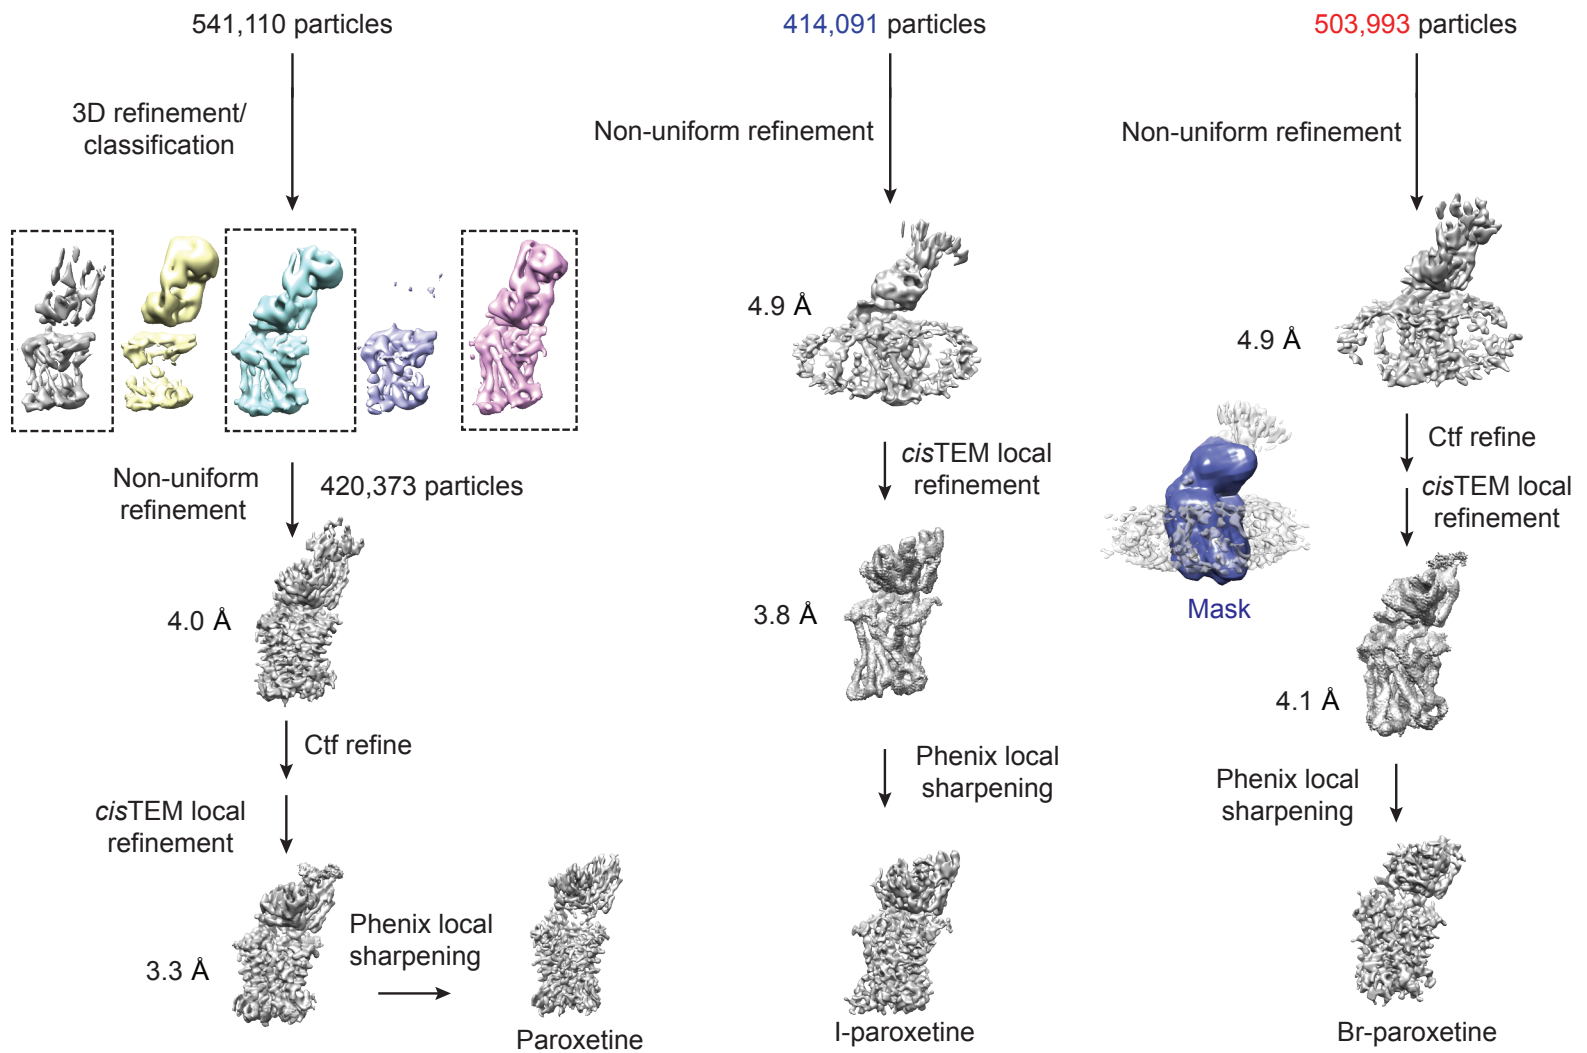 541,110 particles
414,091 particles
503,993 particles
3D refinement/
classification
Non-uniform refinement
Non-uniform refinement
4.9 Å
4.9 Å
Non-uniform
refinement
420,373 particles
cisTEM local
refinement
Ctf refine
cisTEM local
refinement
Mask
4.0 Å
3.8 Å
4.1 Å
Ctf refine
Phenix local
sharpening
Phenix local
sharpening
cisTEM local
refinement
3.3 Å
Phenix local
sharpening
Paroxetine
I-paroxetine
Br-paroxetine